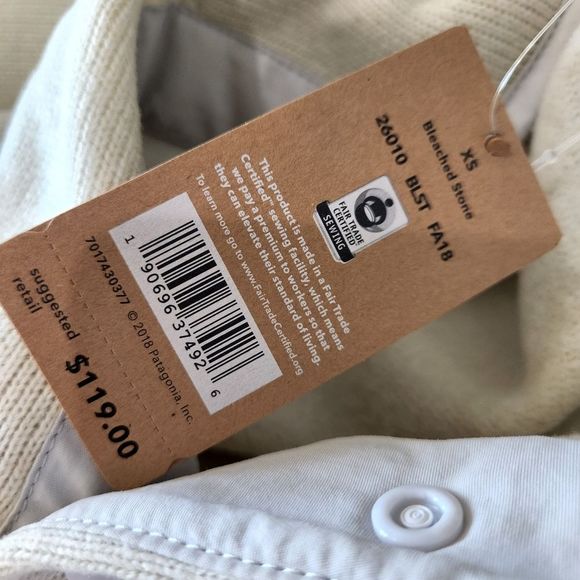 XS
Bleached Stone
26010 BLST FA18
FAIR TRADE
CERTIFIED
SEWING
This product is made in a Fair Trade
Certified™ sewing facility, which means
we pay a premium to workers so that
they can elevate their standard of living.
To learn more go to www.FairTradeCertified.org
1 90696 37492 6
7017430377 © 2018 Patagonia, Inc.
suggested
retail
$119.00